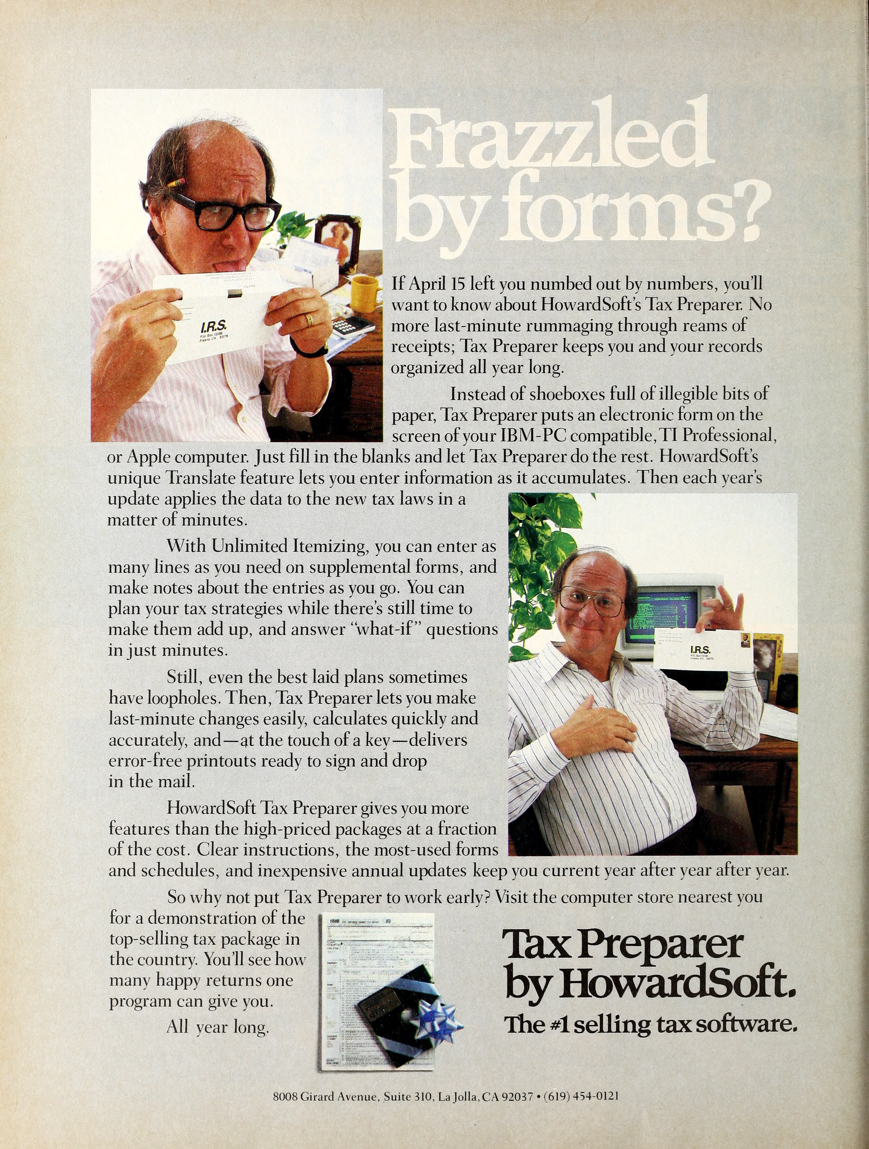 Frazzled
by forms?
I.R.S.
If April 15 left you numbed out by numbers, you'll
want to know about HowardSoft's Tax Preparer. No
more last-minute rummaging through reams of
receipts; Tax Preparer keeps you and your records
organized all year long.
Instead of shoeboxes full of illegible bits of
paper, Tax Preparer puts an electronic form on the
screen of your IBM-PC compatible, TI Professional,
or Apple computer. Just fill in the blanks and let Tax Preparer do the rest. HowardSoft's
unique Translate feature lets you enter information as it accumulates. Then each year's
update applies the data to the new tax laws in a
matter of minutes.
With Unlimited Itemizing, you can enter as
many lines as you need on supplemental forms, and
make notes about the entries as you go. You can
plan your tax strategies while there's still time to
make them add up, and answer “what-if” questions
in just minutes.
I.R.S.
Still, even the best laid plans sometimes
have loopholes. Then, Tax Preparer lets you make
last-minute changes easily, calculates quickly and
accurately, and—at the touch of a key—delivers
error-free printouts ready to sign and drop
in the mail.
HowardSoft Tax Preparer gives you more
features than the high-priced packages at a fraction
of the cost. Clear instructions, the most-used forms
and schedules, and inexpensive annual updates keep you current year after year after year.
So why not put Tax Preparer to work early? Visit the computer store nearest you
for a demonstration of the
top-selling tax package in
the country. You'll see how
many happy returns one
program can give you.
All year long.
Tax Preparer
by HowardSoft.
The #1 selling tax software.
8008 Girard Avenue, Suite 310, La Jolla, CA 92037 • (619) 454-0121